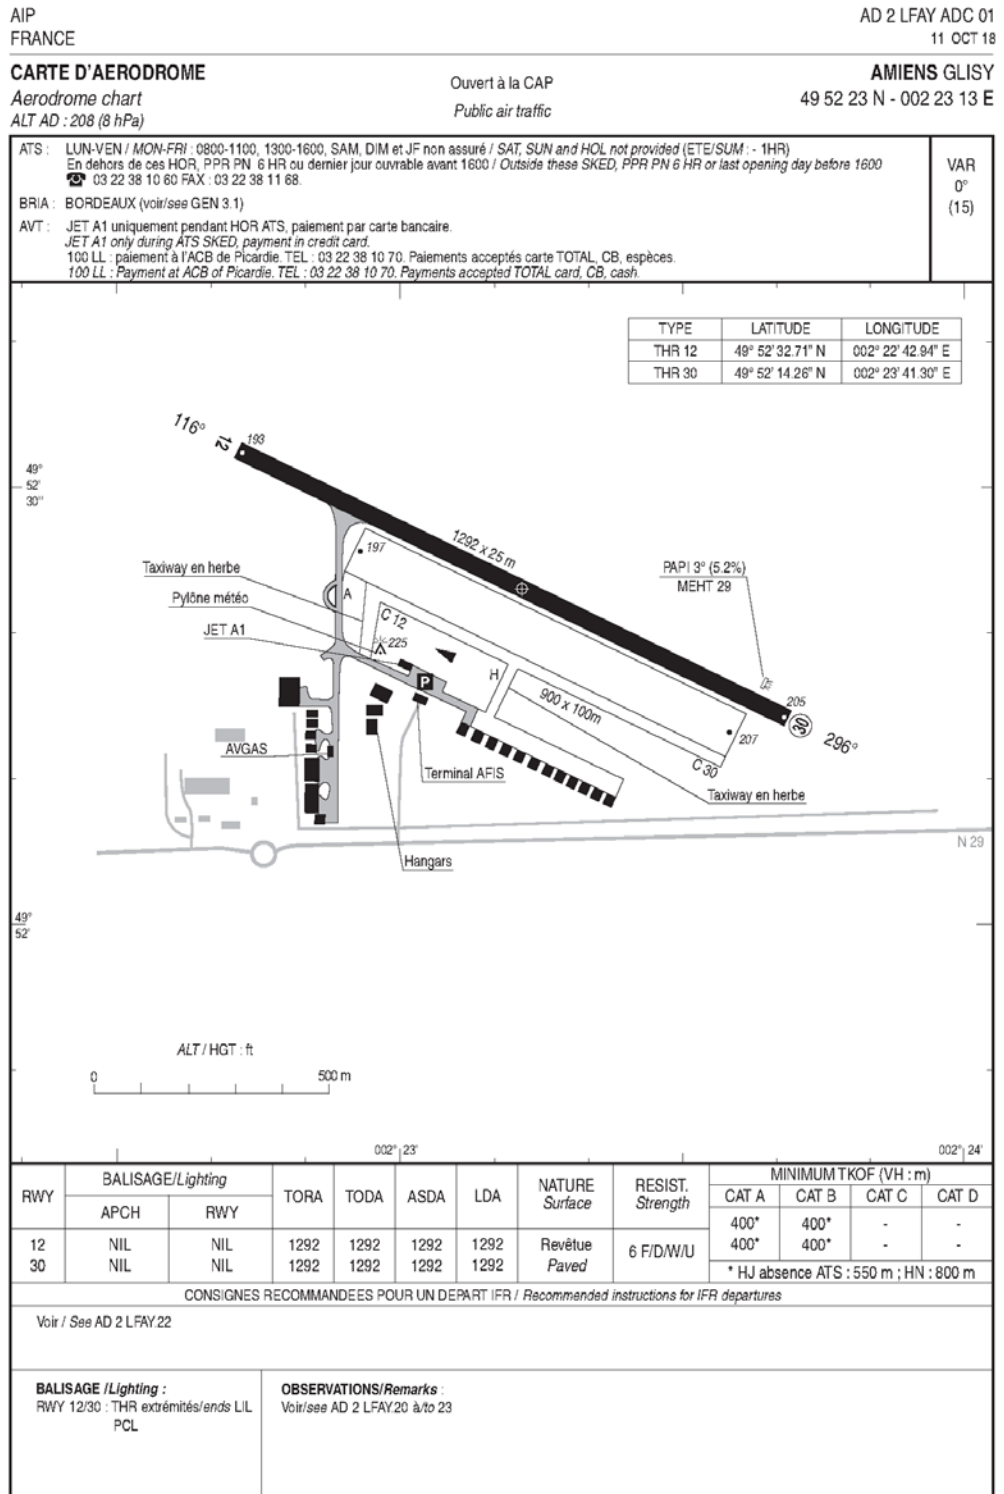 AIP
FRANCE
AD 2 LFAY ADC 01
11 OCT 18
CARTE D'AERODROME
Aerodrome chart
ALT AD : 208 (8 hPa)
Ouvert à la CAP
Public air traffic
AMIENS GLISY
49 52 23 N - 002 23 13 E
ATS : LUN-VEN / MON-FRI : 0800-1100, 1300-1600, SAM, DIM et JF non assuré / SAT, SUN and HOL not provided (ETE/SUM : - 1HR)
En dehors de ces HOR, PPR PN 6 HR ou dernier jour ouvrable avant 1600 / Outside these SKED, PPR PN 6 HR or last opening day before 1600
☎ 03 22 38 10 60 FAX : 03 22 38 11 68.
BRIA : BORDEAUX (voir/see GEN 3.1)
AVT : JET A1 uniquement pendant HOR ATS, paiement par carte bancaire.
JET A1 only during ATS SKED, payment in credit card.
100 LL : paiement à l'ACB de Picardie. TEL : 03 22 38 10 70. Paiements acceptés carte TOTAL, CB, espèces.
100 LL : Payment at ACB of Picardie. TEL : 03 22 38 10 70. Payments accepted TOTAL card, CB, cash.
VAR
0°
(15)
TYPE LATITUDE LONGITUDE
THR 12 49° 52' 32.71" N 002° 22' 42.94" E
THR 30 49° 52' 14.26" N 002° 23' 41.30" E
116°
12
193
49°
52'
30"
1292 x 25 m
197
Taxiway en herbe
PAPI 3° (5.2%)
MEHT 29
A
Pylône météo
C 12
JET A1
225
H
P
900 x 100m
205
30
296°
207
AVGAS
C 30
Terminal AFIS
Taxiway en herbe
N 29
Hangars
49°
52'
ALT / HGT : ft
0
500 m
002° 23'
002° 24'
RWY BALISAGE/Lighting TORA TODA ASDA LDA NATURE Surface RESIST. Strength MINIMUM TKOF (VH : m)
APCH RWY CAT A CAT B CAT C CAT D
400* 400* - -
12 NIL NIL 1292 1292 1292 1292 Revêtue 6 F/D/W/U 400* 400* - -
30 NIL NIL 1292 1292 1292 1292 Paved * HJ absence ATS : 550 m ; HN : 800 m
CONSIGNES RECOMMANDEES POUR UN DEPART IFR / Recommended instructions for IFR departures
Voir / See AD 2 LFAY.22
BALISAGE /Lighting :
RWY 12/30 : THR extrémités/ends LIL
PCL
OBSERVATIONS/Remarks :
Voir/see AD 2 LFAY.20 à/to 23